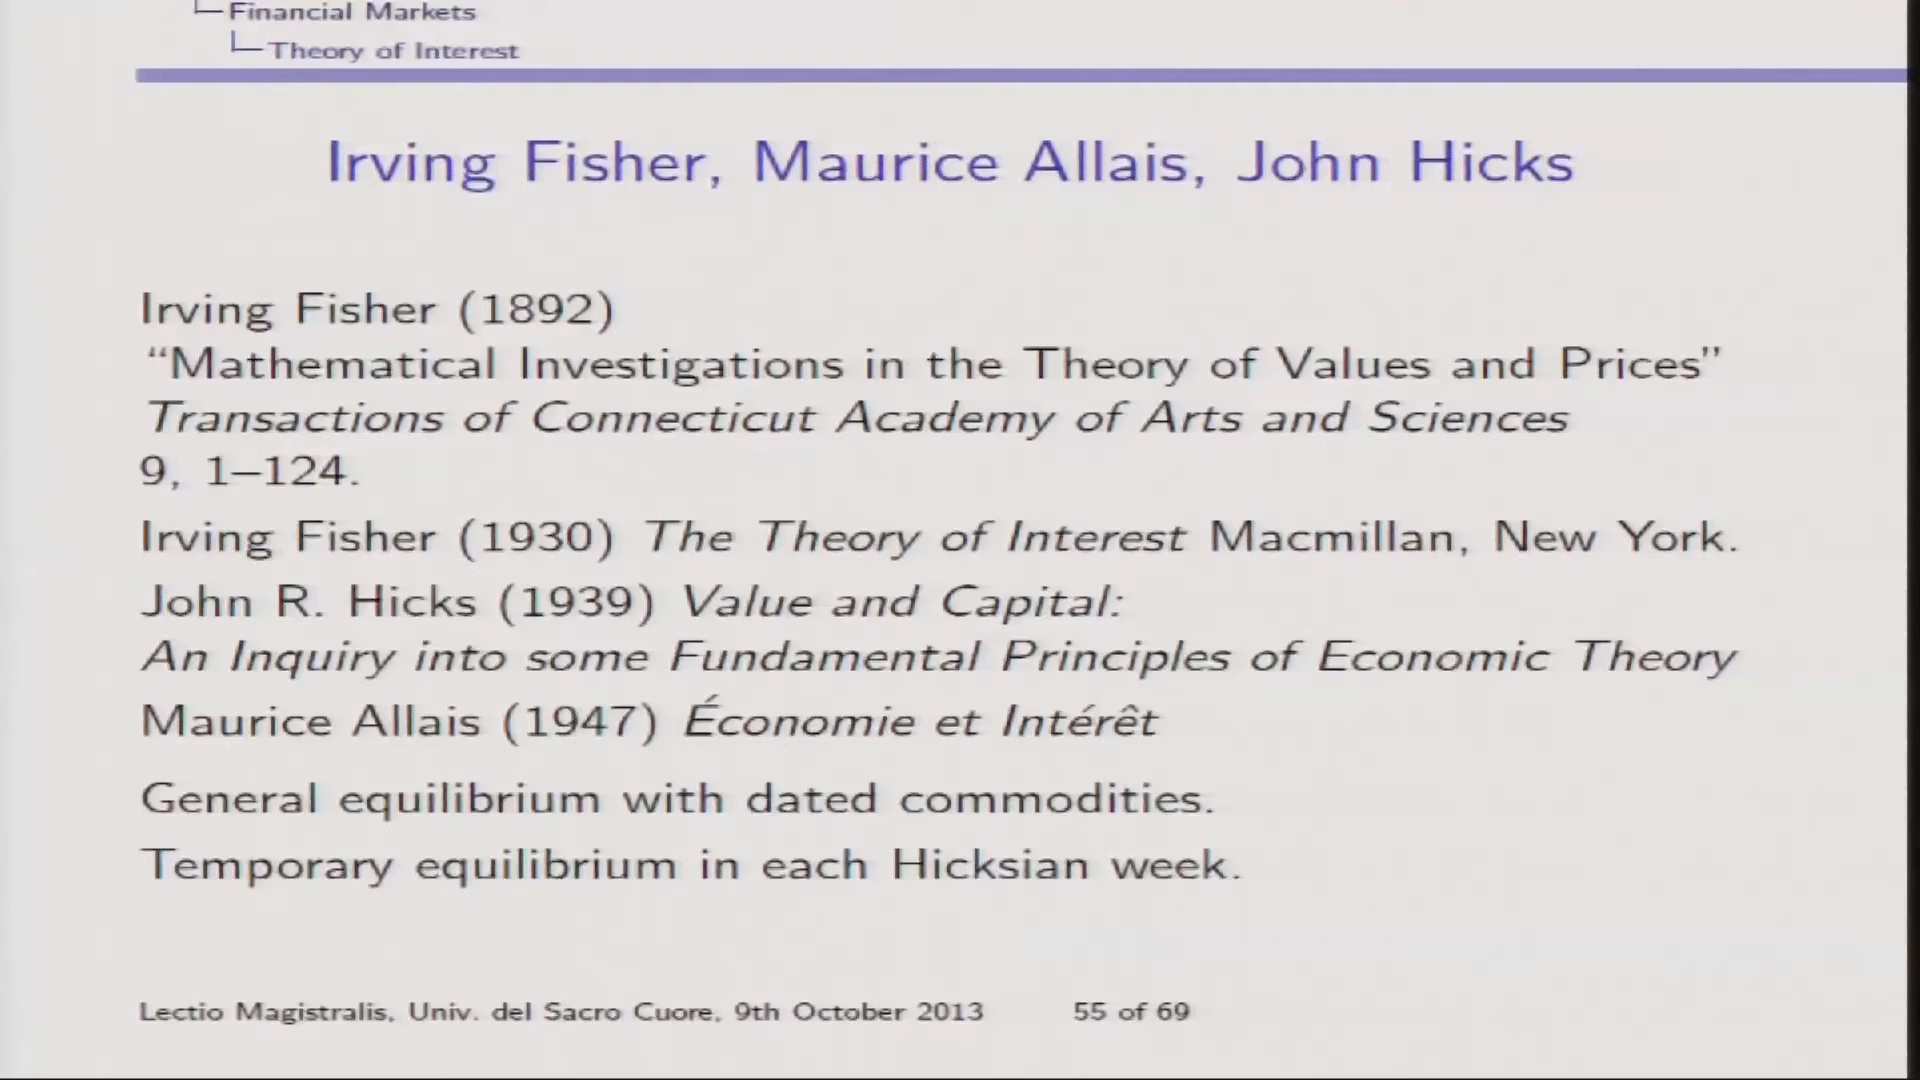 Financial Markets
Theory of Interest
Irving Fisher, Maurice Allais, John Hicks
Irving Fisher (1892)
“Mathematical Investigations in the Theory of Values and Prices”
Transactions of Connecticut Academy of Arts and Sciences
9, 1–124.
Irving Fisher (1930) The Theory of Interest Macmillan, New York.
John R. Hicks (1939) Value and Capital:
An Inquiry into some Fundamental Principles of Economic Theory
Maurice Allais (1947) Économie et Intérêt
General equilibrium with dated commodities.
Temporary equilibrium in each Hicksian week.
Lectio Magistralis, Univ. del Sacro Cuore, 9th October 2013 55 of 69